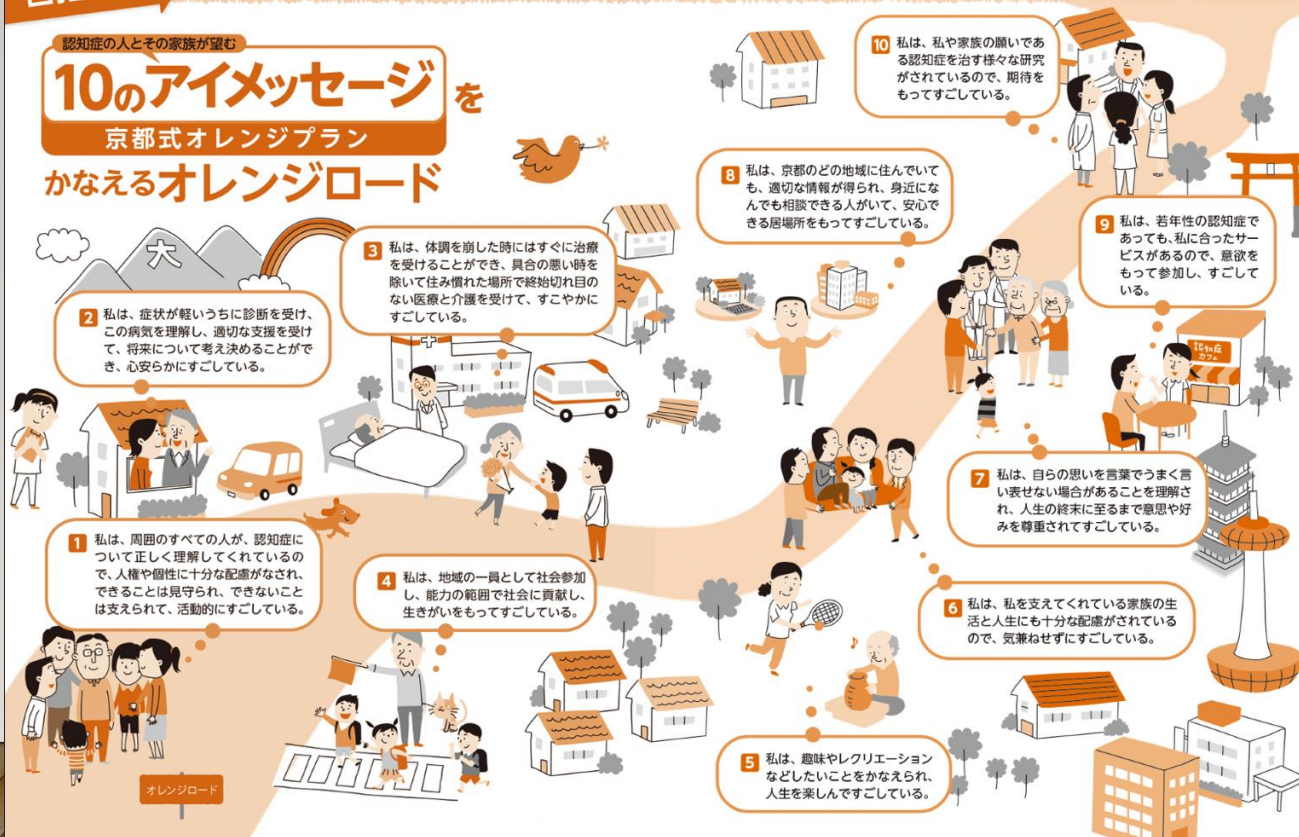 認知症の人とその家族が望む
10のアイメッセージを
京都式オレンジプラン
かなえるオレンジロード
大
1 私は、周囲のすべての人が、認知症に
ついて正しく理解してくれているの
で、人権や個性に十分な配慮がなされ、
できることは見守られ、できないこと
は支えられて、活動的にすごしている。
2 私は、症状が軽いうちに診断を受け、
この病気を理解し、適切な支援を受け
て、将来について考え決めることがで
き、心安らかにすごしている。
3 私は、体調を崩した時にはすぐに治療
を受けることができ、具合の悪い時を
除いて住み慣れた場所で終始切れ目の
ない医療と介護を受けて、すこやかに
すごしている。
4 私は、地域の一員として社会参加
し、能力の範囲で社会に貢献し、
生きがいをもってすごしている。
5 私は、趣味やレクリエーション
などしたいことをかなえられ、
人生を楽しんですごしている。
6 私は、私を支えてくれている家族の生
活と人生にも十分な配慮がされている
ので、気兼ねせずにすごしている。
7 私は、自らの思いを言葉でうまく言
い表せない場合があることを理解さ
れ、人生の終末に至るまで意思や好
みを尊重されてすごしている。
8 私は、京都のどの地域に住んでいて
も、適切な情報が得られ、身近にな
んでも相談できる人がいて、安心で
きる居場所をもってすごしている。
9 私は、若年性の認知症で
あっても、私に合ったサー
ビスがあるので、意欲を
もって参加し、すごして
いる。
10 私は、私や家族の願いであ
る認知症を治す様々な研究
がされているので、期待を
もってすごしている。
認知症
カフェ
オレンジロード